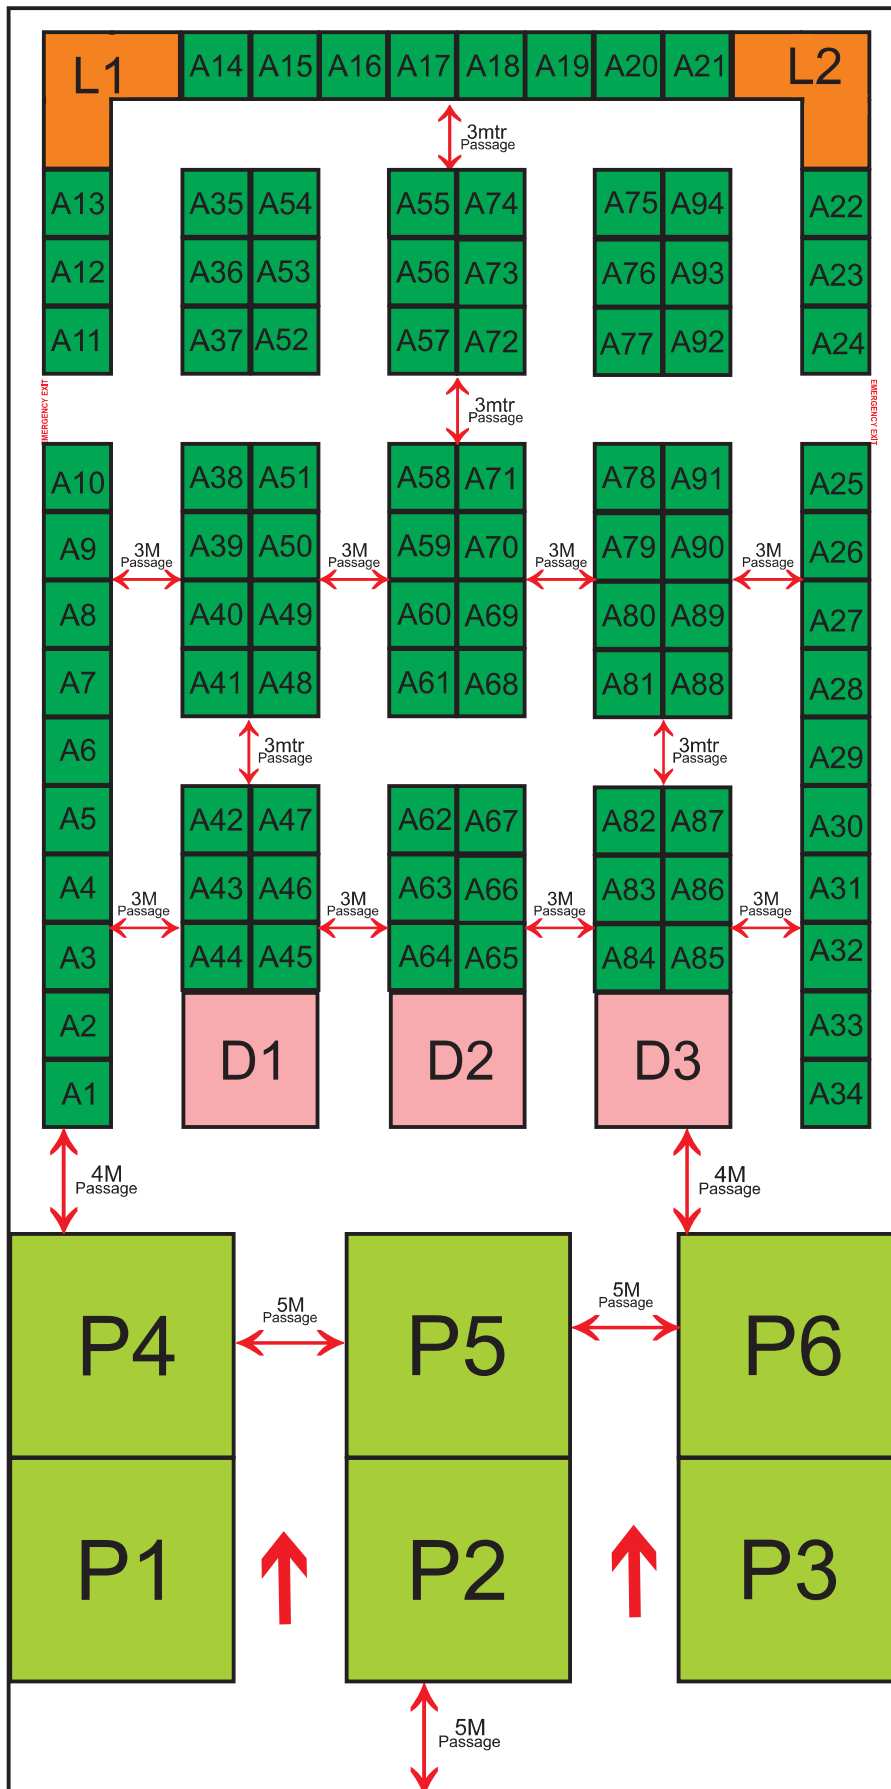 L1 A14 A15 A16 A17 A18 A19 A20 A21 L2
3mtr
Passage
A13 A35 A54 A55 A74 A75 A94 A22
A12 A36 A53 A56 A73 A76 A93 A23
A11 A37 A52 A57 A72 A77 A92 A24
EMERGENCY EXIT
3mtr
Passage
EMERGENCY EXIT
A10 A38 A51 A58 A71 A78 A91 A25
A9 A39 A50 A59 A70 A79 A90 A26
3M 3M 3M 3M
Passage Passage Passage Passage
A8 A40 A49 A60 A69 A80 A89 A27
A7 A41 A48 A61 A68 A81 A88 A28
A6 3mtr 3mtr A29
Passage Passage
A5 A42 A47 A62 A67 A82 A87 A30
A4 A43 A46 A63 A66 A83 A86 A31
3M 3M 3M 3M
Passage Passage Passage Passage
A3 A44 A45 A64 A65 A84 A85 A32
A2 A33
D1 D2 D3
A1 A34
4M 4M
Passage Passage
5M 5M
Passage Passage
P4 P5 P6
P1 P2 P3
5M
Passage